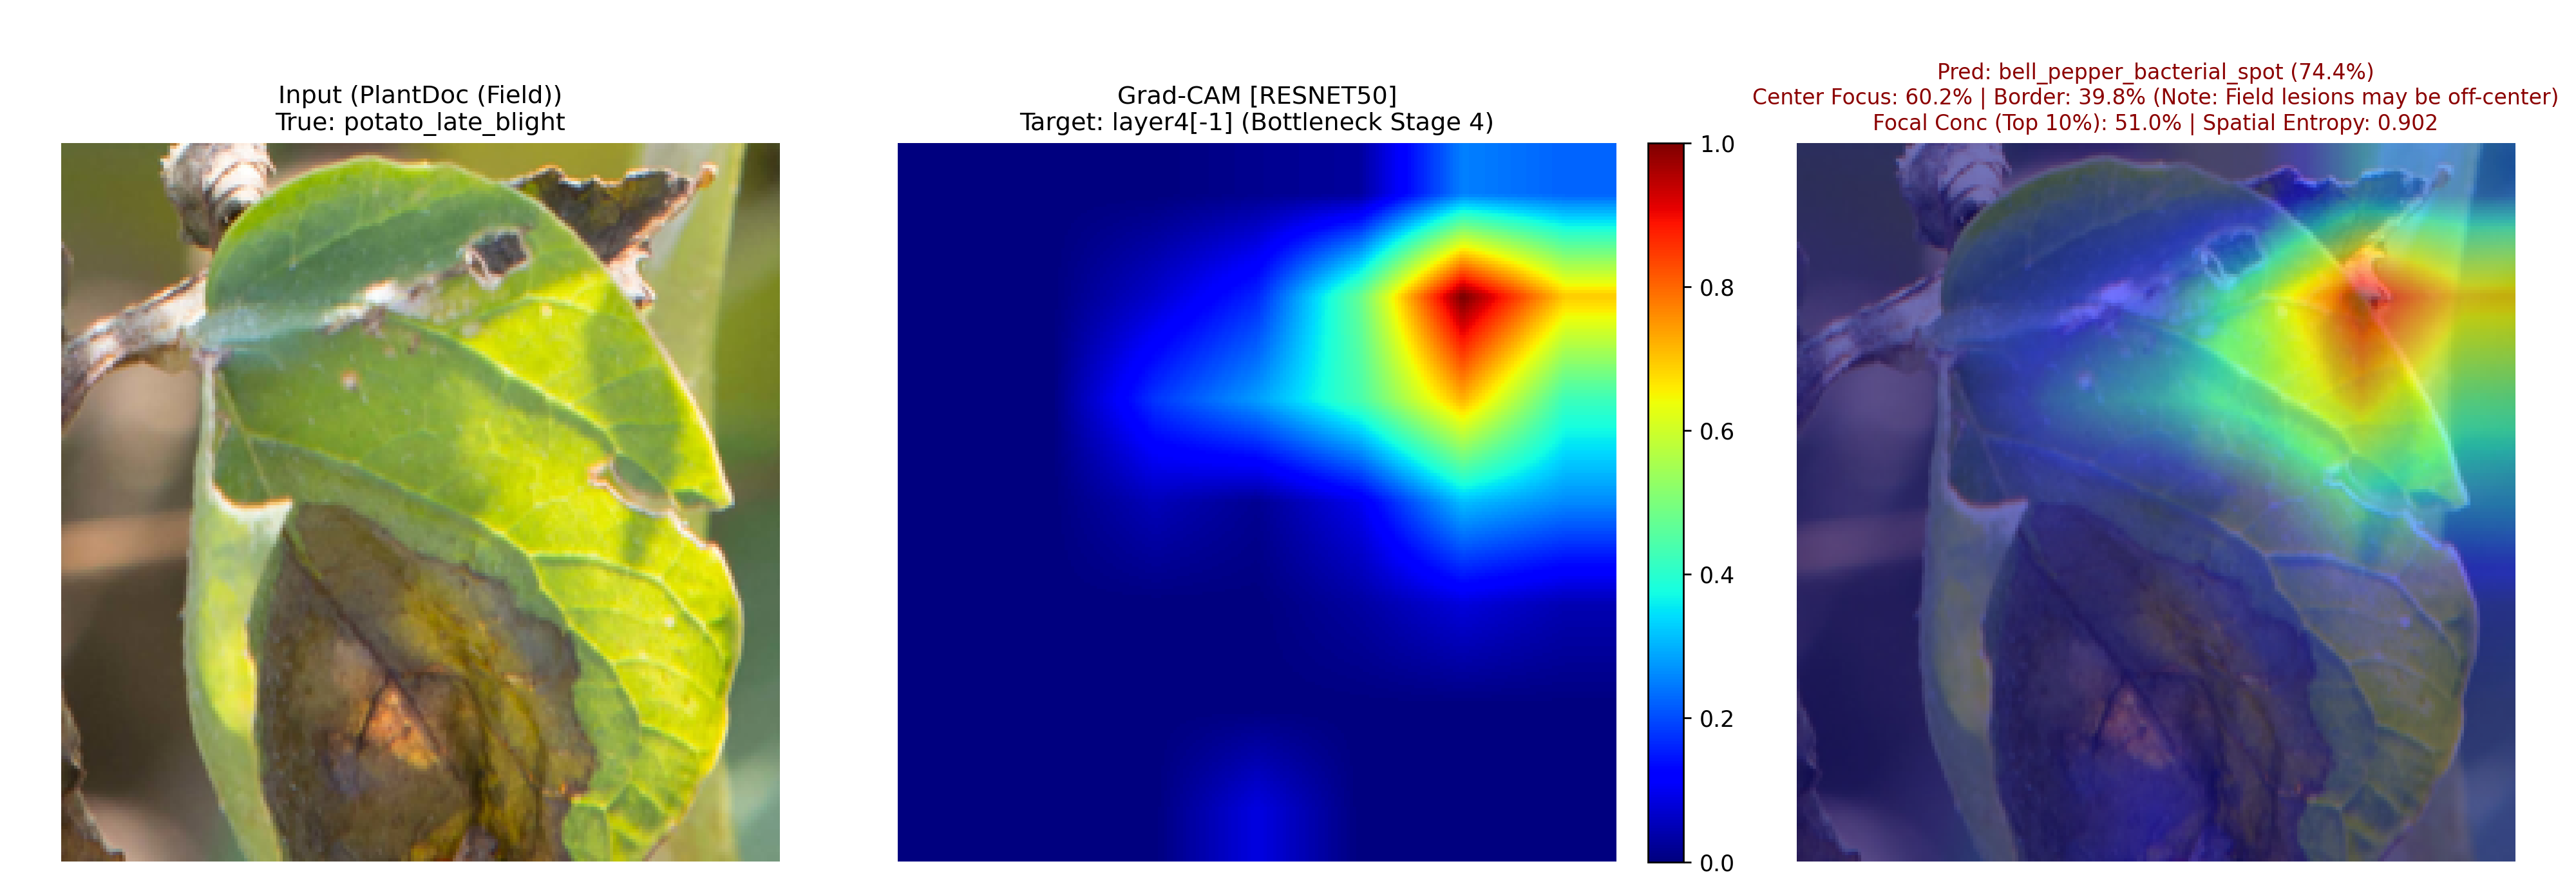 Input (PlantDoc (Field))
True: potato_late_blight
Grad-CAM [RESNET50]
Target: layer4[-1] (Bottleneck Stage 4)
1.0
0.8
0.6
0.4
0.2
0.0
Pred: bell_pepper_bacterial_spot (74.4%)
Center Focus: 60.2% | Border: 39.8% (Note: Field lesions may be off-center)
Focal Conc (Top 10%): 51.0% | Spatial Entropy: 0.902